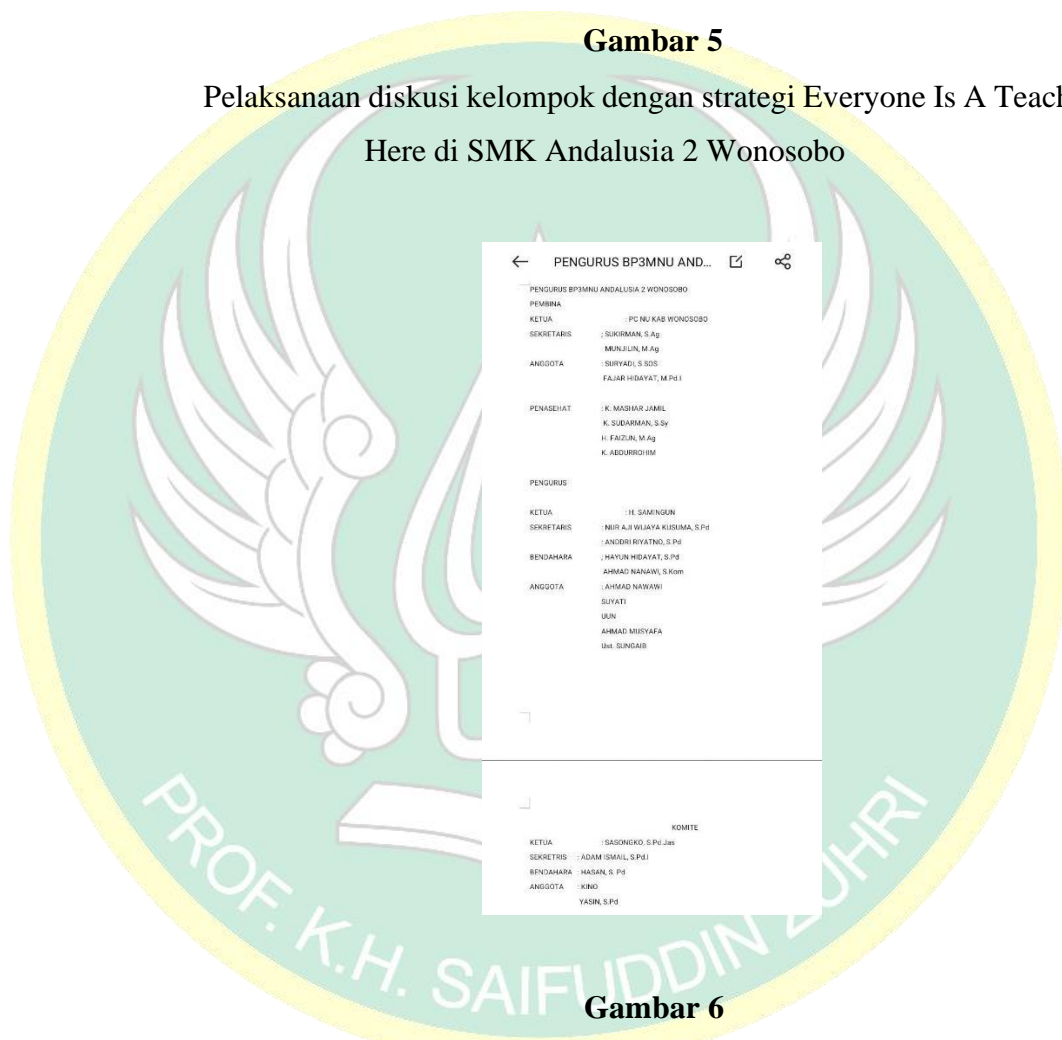 Gambar 5
Pelaksanaan diskusi kelompok dengan strategi Everyone Is A Teach
Here di SMK Andalusia 2 Wonosobo
PENGURUS BP3MNU AND...
PENGURUS BP3MNU ANDALUSIA 2 WONOSOBO
PEMBINA
KETUA : PC NU KAB WONOSOBO
SEKRETARIS ; SUKIRMAN, S.Ag
MUNJILIN, M.Ag
ANGGOTA : SURYADI, S.SOS
FAJAR HIDAYAT, M.Pd.I
PENASEHAT : K. MASHAR JAMIL
K. SUDARMAN, S.Sy
H. FAIZUN, M.Ag
K. ABDURROHIM
PENGURUS
KETUA : H. SAMINGUN
SEKRETARIS : NUR AJI WIJAYA KUSUMA, S.Pd
: ANDDRI RIYATNO, S.Pd
BENDAHARA ; HAYUN HIDAYAT, S.Pd
AHMAD NANAWI, S.Kom
ANGGOTA : AHMAD NAWAWI
SUYATI
UUN
AHMAD MUSYAFA
Ust. SUNGAIB
KOMITE
KETUA : SASONGKO, S.Pd.Jas
SEKRETRIS : ADAM ISMAIL, S.Pd.I
BENDAHARA : HASAN, S. Pd
ANGGOTA : KINO
YASIN, S.Pd
PROF. K.H. SAIFUDDIN ZUHRI
Gambar 6